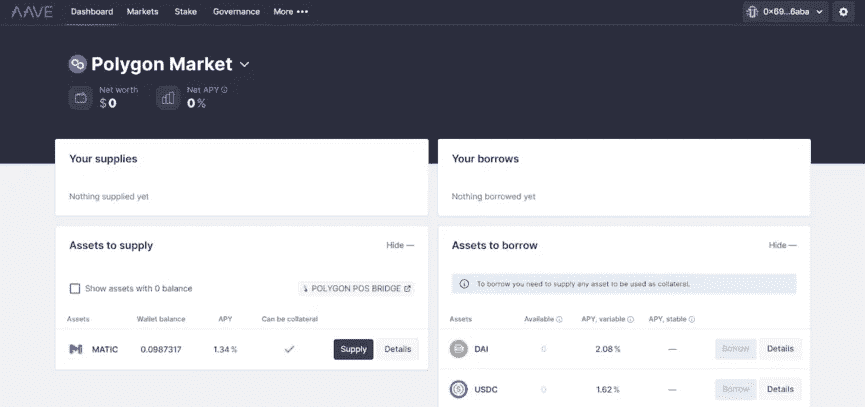 AAVE Dashboard Markets Stake Governance More ••• 0x69...6aba
Polygon Market
Net worth Net APY
$0 0%
Your supplies
Nothing supplied yet
Your borrows
Nothing borrowed yet
Assets to supply Hide —
Show assets with 0 balance POLYGON POS BRIDGE
Assets Wallet balance APY Can be collateral
MATIC 0.0987317 1.34% Supply Details
Assets to borrow Hide —
To borrow you need to supply any asset to be used as collateral.
Assets Available APY, variable APY, stable
DAI 0 2.08% — Borrow Details
USDC 0 1.62% — Borrow Details